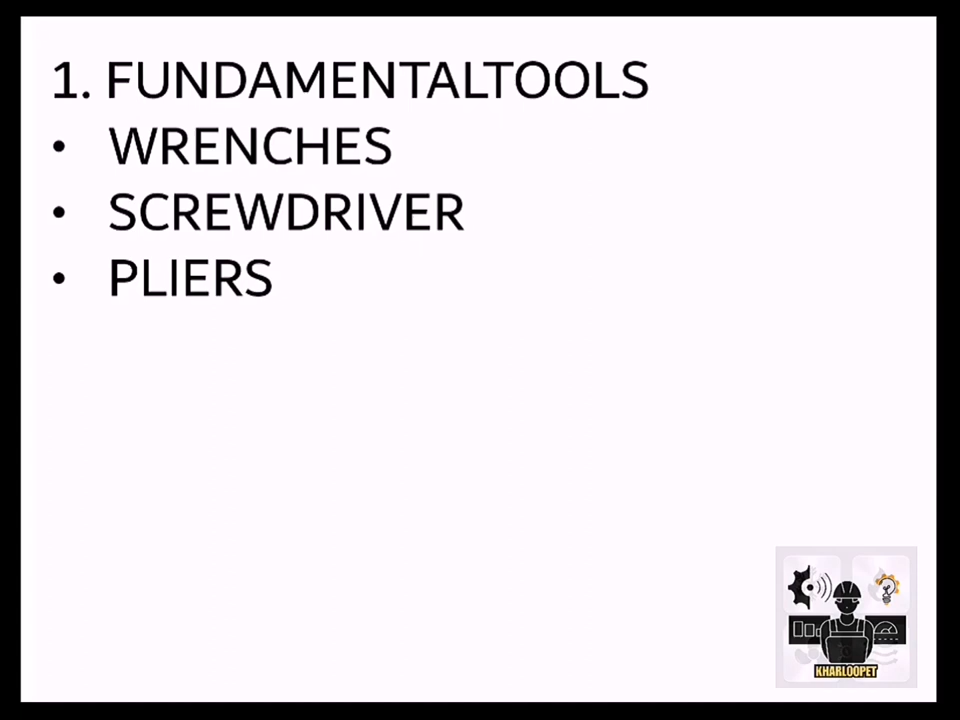 1. FUNDAMENTALTOOLS
• WRENCHES
• SCREWDRIVER
• PLIERS
KHARLOOPET